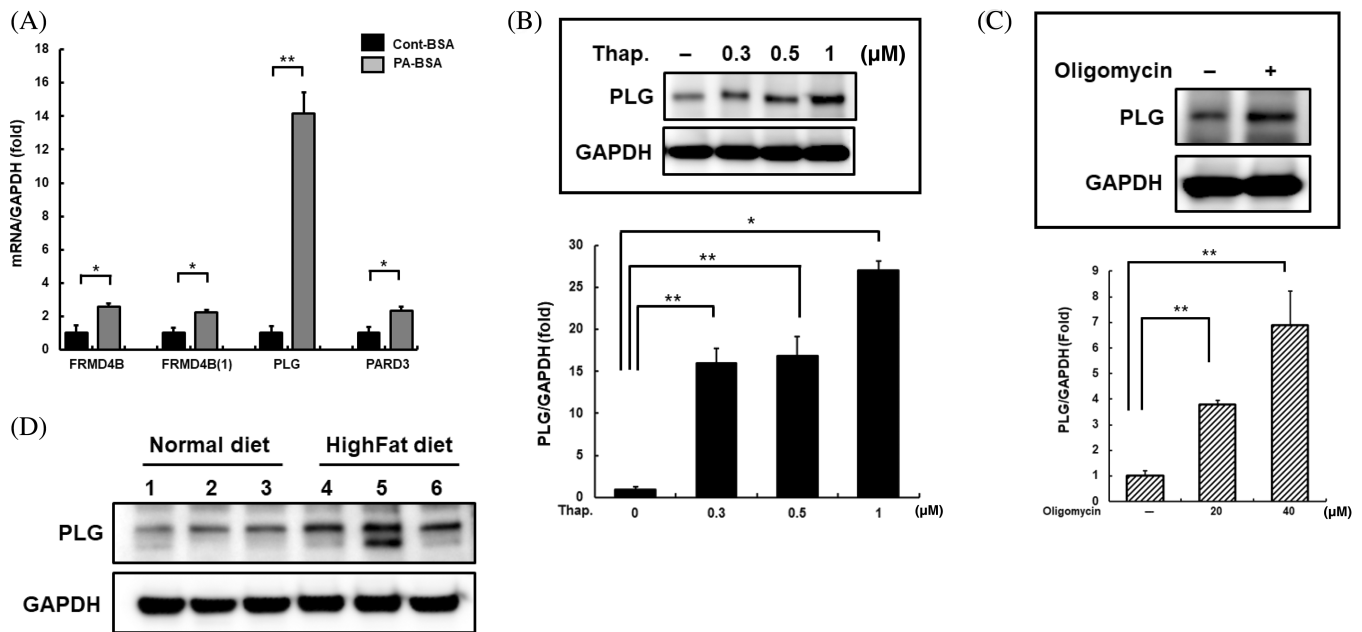 (A)
18
16
14
12
10
8
6
4
2
0
mRNA/GAPDH (fold)
Cont-BSA
PA-BSA
*
*
**
*
FRMD4B FRMD4B(1) PLG PARD3
(B)
Thap. – 0.3 0.5 1 (µM)
PLG
GAPDH
*
**
**
30
25
20
15
10
5
0
PLG/GAPDH (fold)
Thap. 0 0.3 0.5 1 (µM)
(C)
Oligomycin – +
PLG
GAPDH
**
**
9
8
7
6
5
4
3
2
1
0
PLG/GAPDH (Fold)
Oligomycin – 20 40 (µM)
(D)
Normal diet HighFat diet
1 2 3 4 5 6
PLG
GAPDH